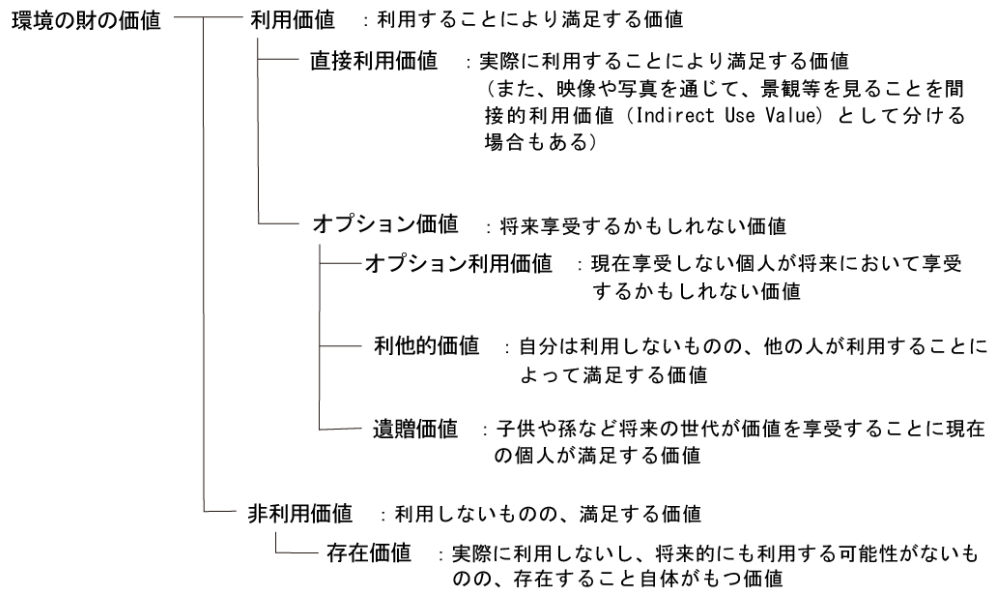 環境の財の価値 利用価値 ：利用することにより満足する価値
直接利用価値 ：実際に利用することにより満足する価値
（また、映像や写真を通じて、景観等を見ることを間
接的利用価値（Indirect Use Value）として分ける
場合もある）
オプション価値 ：将来享受するかもしれない価値
オプション利用価値 ：現在享受しない個人が将来において享受
するかもしれない価値
利他的価値 ：自分は利用しないものの、他の人が利用することに
よって満足する価値
遺贈価値 ：子供や孫など将来の世代が価値を享受することに現在
の個人が満足する価値
非利用価値 ：利用しないものの、満足する価値
存在価値 ：実際に利用しないし、将来的にも利用する可能性がないも
のの、存在すること自体がもつ価値